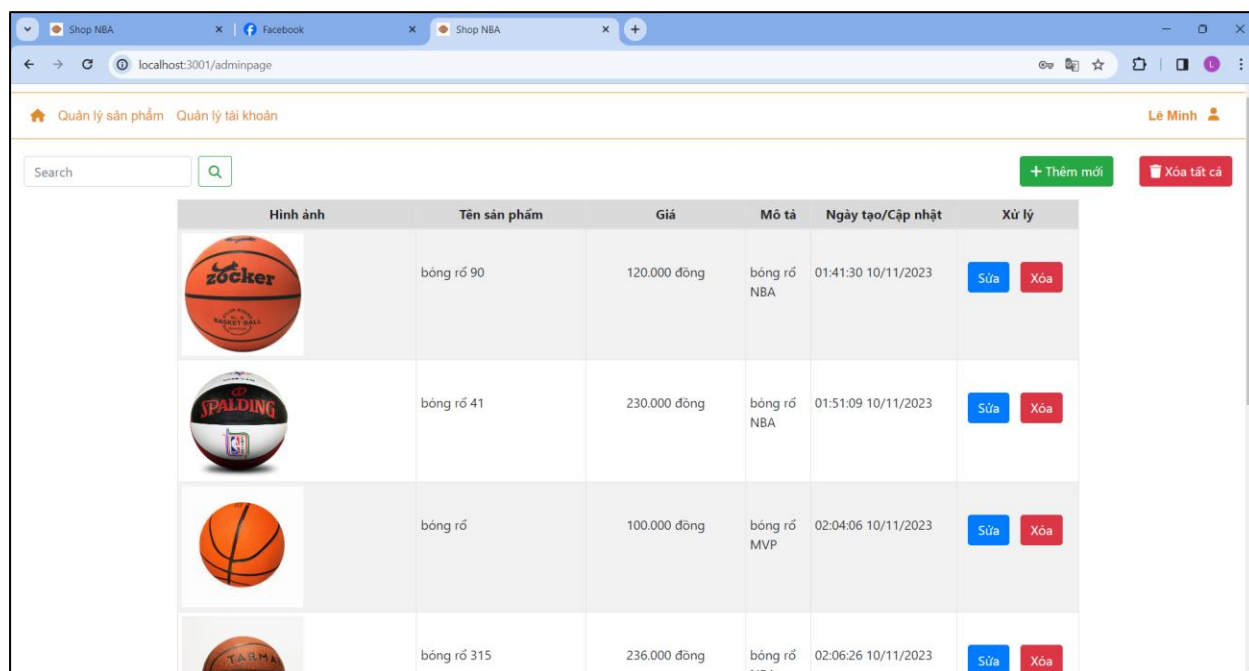 Shop NBA
Facebook
Shop NBA
localhost:3001/adminpage
L
Quản lý sản phẩm Quản lý tài khoản
Lê Minh
Search
Thêm mới
Xóa tất cả
Hình ảnh Tên sản phẩm Giá Mô tả Ngày tạo/Cập nhật Xử lý
zocker
BASKET BALL
bóng rổ 90 120.000 đồng bóng rổ 01:41:30 10/11/2023 Sửa Xóa
NBA
SPALDING
bóng rổ 41 230.000 đồng bóng rổ 01:51:09 10/11/2023 Sửa Xóa
NBA
bóng rổ 100.000 đồng bóng rổ 02:04:06 10/11/2023 Sửa Xóa
MVP
bóng rổ 315 236.000 đồng bóng rổ 02:06:26 10/11/2023 Sửa Xóa